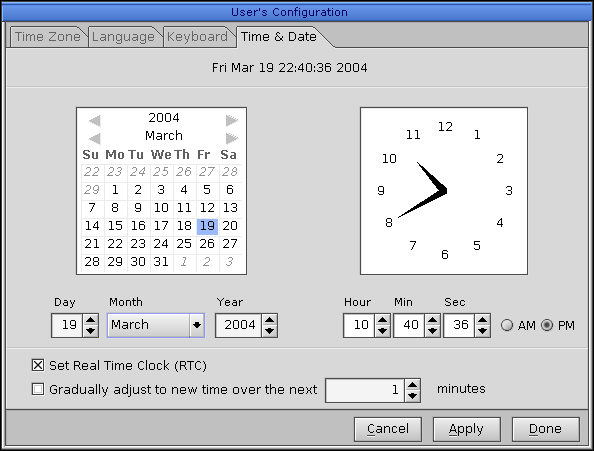 User's Configuration
Time Zone Language Keyboard Time & Date
Fri Mar 19 22:40:36 2004
2004
March
Su Mo Tu We Th Fr Sa
22 23 24 25 26 27 28
29 1 2 3 4 5 6
7 8 9 10 11 12 13
14 15 16 17 18 19 20
21 22 23 24 25 26 27
28 29 30 31 1 2 3
12
11 1
10 2
9 3
8 4
7 5
6
Day Month Year Hour Min Sec
19 March 2004 10 40 36 AM PM
Set Real Time Clock (RTC)
Gradually adjust to new time over the next 1 minutes
Cancel Apply Done